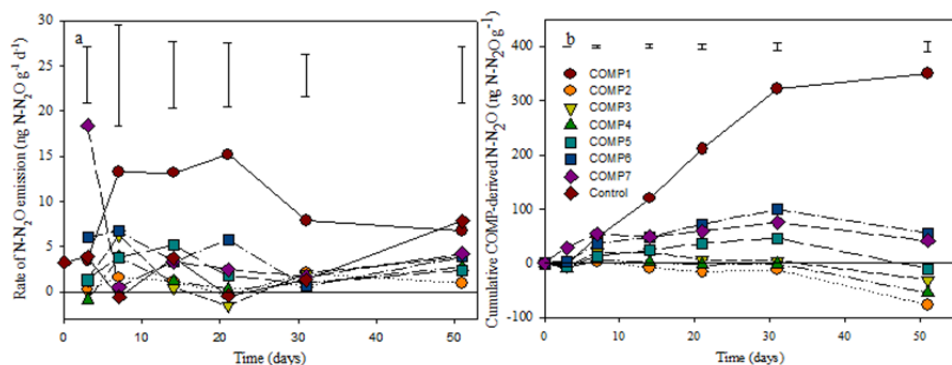 a
30
25
20
15
10
5
0
Rate of N-N₂O emission (ng N-N₂O g⁻¹ d⁻¹)
0 10 20 30 40 50
Time (days)
b
400
300
200
100
0
-100
Cumulative COMP-derived N-N₂O (ng N-N₂O g⁻¹)
COMP1
COMP2
COMP3
COMP4
COMP5
COMP6
COMP7
Control
0 10 20 30 40 50
Time (days)